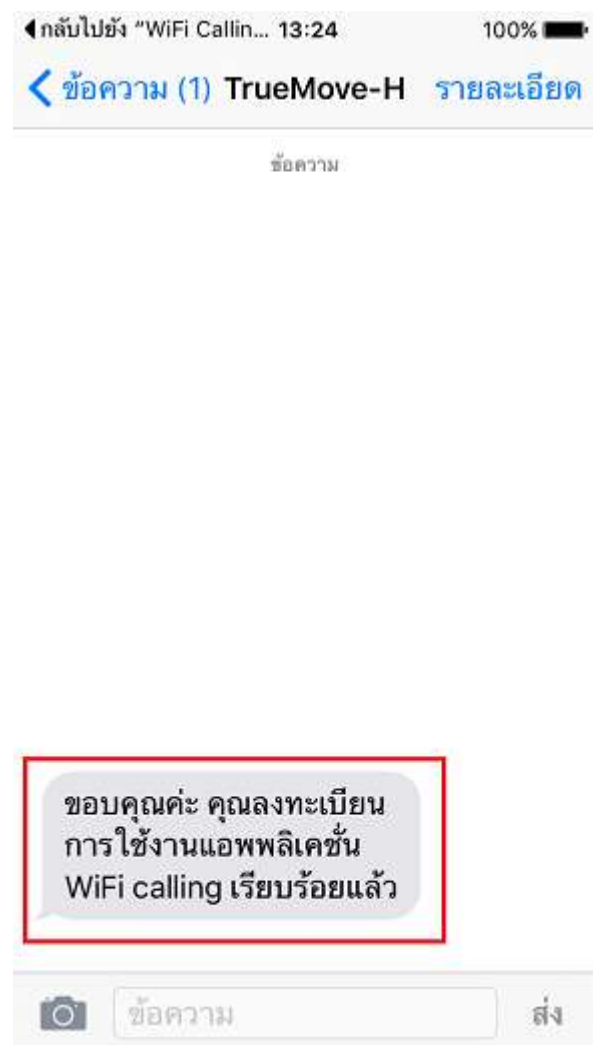 กลับไปยัง “WiFi Callin... 13:24 100%
ข้อความ (1) TrueMove-H รายละเอียด
ข้อความ
ขอบคุณค่ะ คุณลงทะเบียน
การใช้งานแอพพลิเคชั่น
WiFi calling เรียบร้อยแล้ว
ข้อความ ส่ง